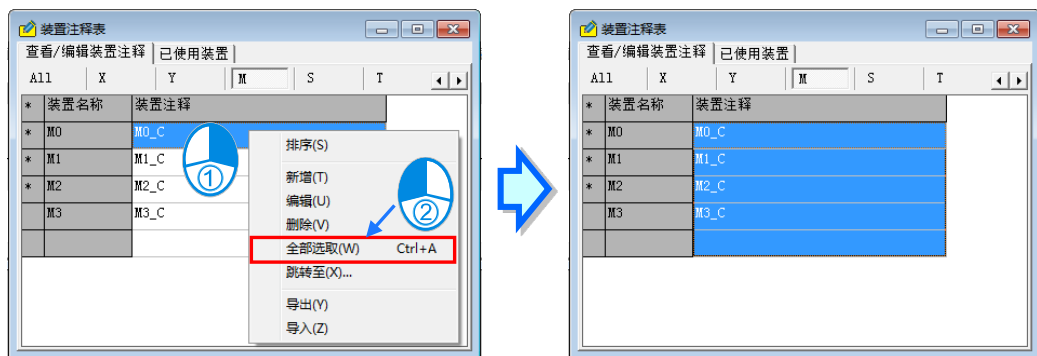 装置注释表
查看/编辑装置注释 已使用装置
All X Y M S T
* 装置名称 装置注释
* M0 M0_C
* M1 M1_C
* M2 M2_C
M3 M3_C
①
排序(S)
新增(T)
编辑(U)
删除(V)
全部选取(W) Ctrl+A
跳转至(X)...
导出(Y)
导入(Z)
②
装置注释表
查看/编辑装置注释 已使用装置
All X Y M S T
* 装置名称 装置注释
* M0 M0_C
* M1 M1_C
* M2 M2_C
M3 M3_C